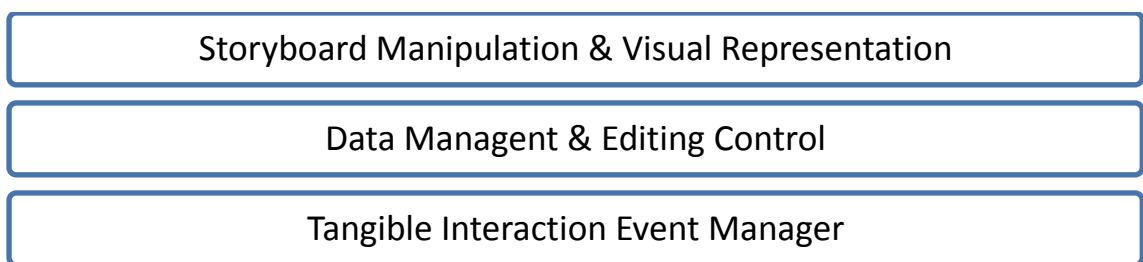 Storyboard Manipulation & Visual Representation
Data Managent & Editing Control
Tangible Interaction Event Manager